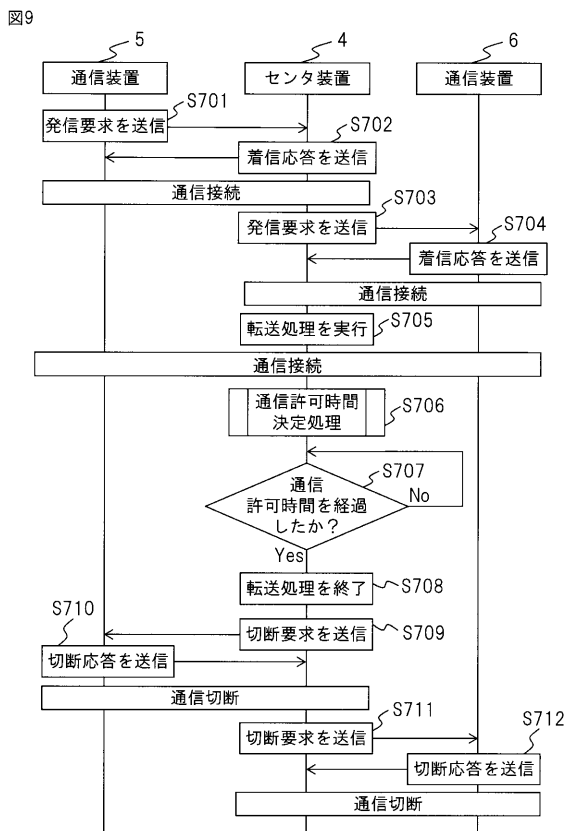 図9
5
4
6
通信装置
センタ装置
通信装置
S701
発信要求を送信
S702
着信応答を送信
通信接続
S703
発信要求を送信
S704
着信応答を送信
通信接続
転送処理を実行
S705
通信接続
通信許可時間
決定処理
S706
S707
通信
許可時間を経過
したか？
No
Yes
転送処理を終了
S708
S710
切断要求を送信
S709
切断応答を送信
通信切断
S711
切断要求を送信
S712
切断応答を送信
通信切断